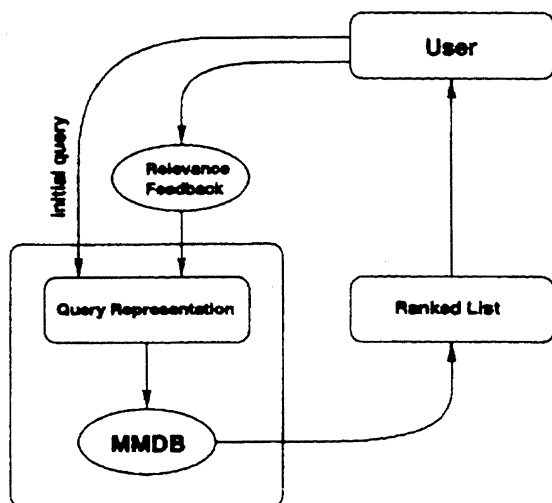 User
Initial query
Relevance
Feedback
Query Representation
Ranked List
MMDB